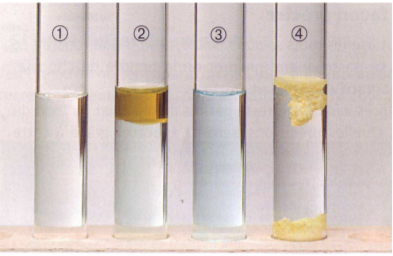 ① ② ③ ④